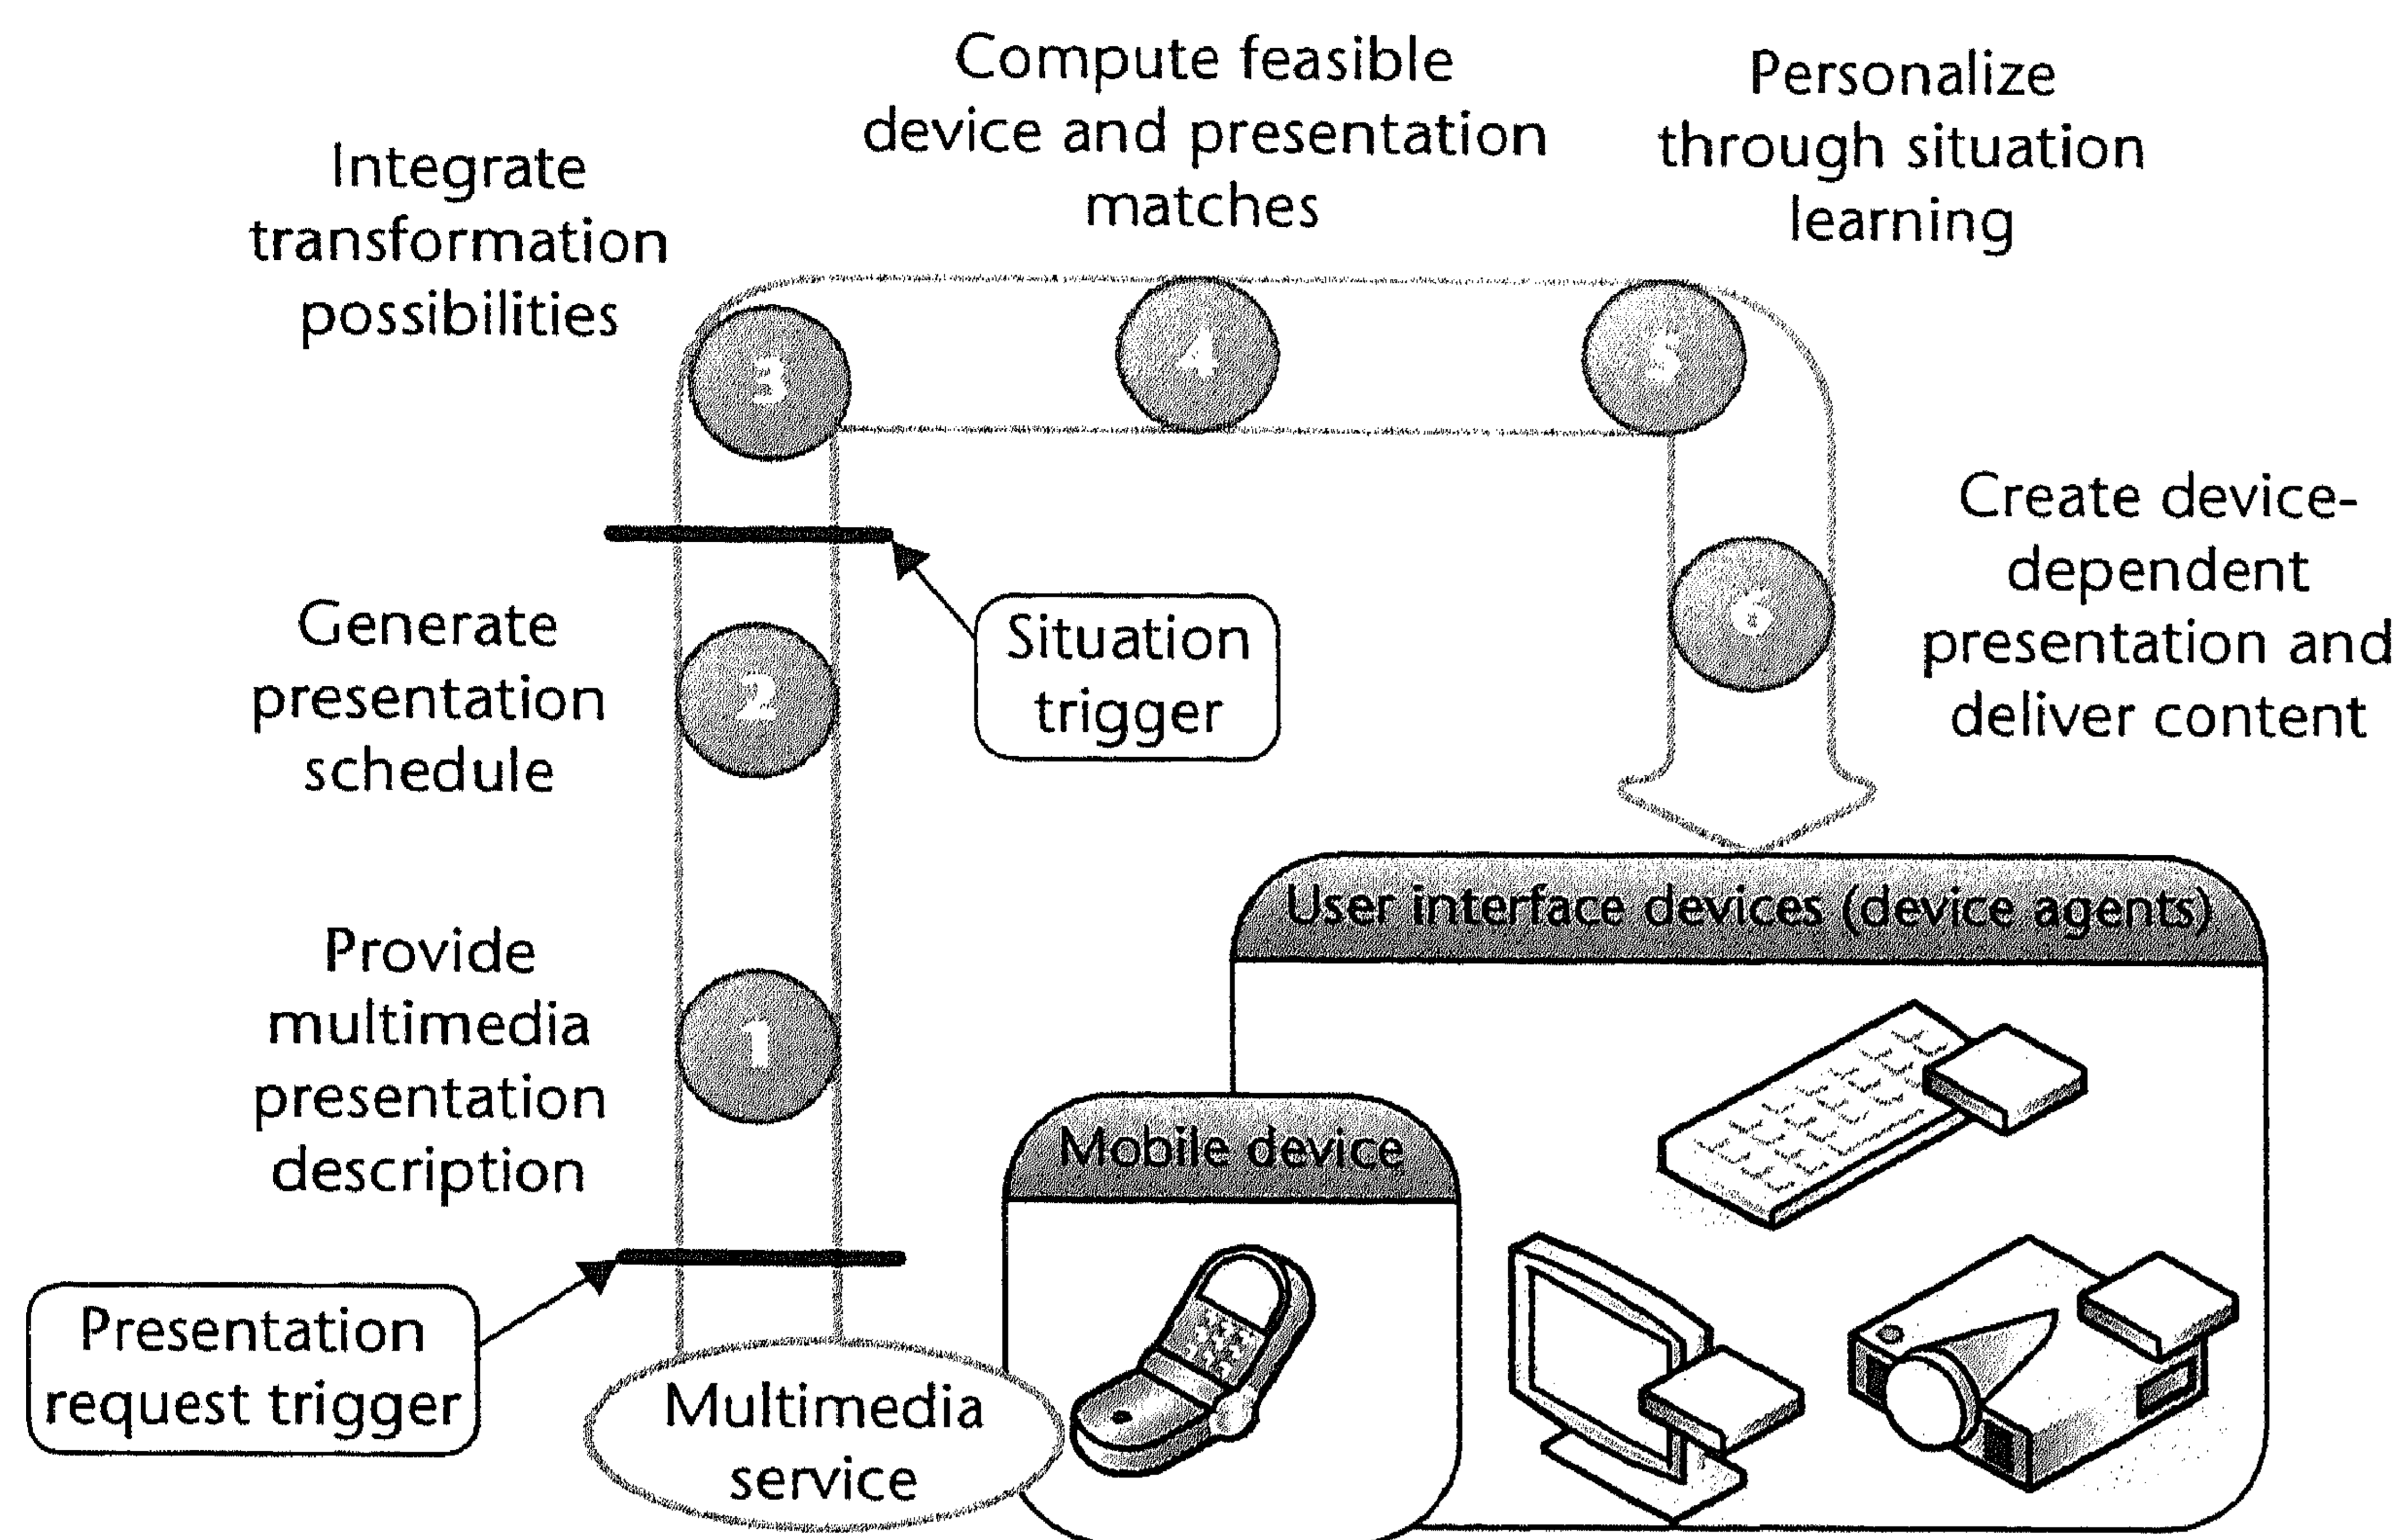 Compute feasible
device and presentation
matches
Personalize
through situation
learning
Integrate
transformation
possibilities
3
4
5
Create device-
dependent
presentation and
deliver content
6
Situation
trigger
Generate
presentation
schedule
2
User interface devices (device agents)
Provide
multimedia
presentation
description
1
Mobile device
Presentation
request trigger
Multimedia
service